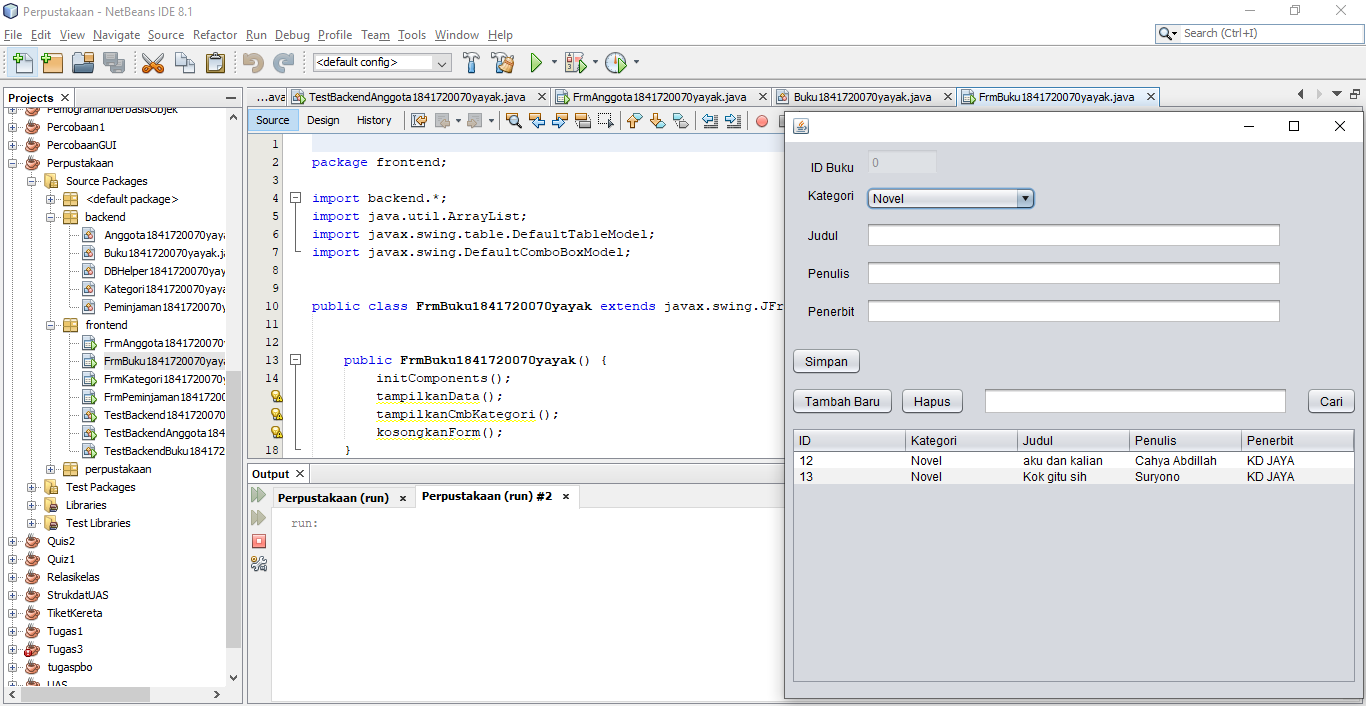 Perpustakaan - NetBeans IDE 8.1
File Edit View Navigate Source Refactor Run Debug Profile Team Tools Window Help
Search (Ctrl+I)
<default config>
Projects
PemogramanBerbasisObjek
Percobaan1
PercobaanGUI
Perpustakaan
Source Packages
<default package>
backend
Anggota1841720070yaya
Buku1841720070yayak.ja
DBHelper1841720070yay
Kategori1841720070yaya
Peminjaman1841720070y
frontend
FrmAnggota1841720070
FrmBuku1841720070yaya
FrmKategori1841720070y
FrmPeminjaman1841720
TestBackend184172007
TestBackendAnggota184
TestBackendBuku184172
perpustakaan
Test Packages
Libraries
Test Libraries
Quis2
Quiz1
Relasikelas
StrukdatUAS
TiketKereta
Tugas1
Tugas3
tugaspbo
UAS
...ava TestBackendAnggota1841720070yayak.java FrmAnggota1841720070yayak.java Buku1841720070yayak.java FrmBuku1841720070yayak.java
Source Design History
1
2 package frontend;
3
4 import backend.*;
5 import java.util.ArrayList;
6 import javax.swing.table.DefaultTableModel;
7 import javax.swing.DefaultComboBoxModel;
8
9
10 public class FrmBuku1841720070yayak extends javax.swing.JFr
11
12
13 public FrmBuku1841720070yayak() {
14 initComponents();
tampilkanData();
tampilkanCmbKategori();
kosongkanForm();
18 }
Output
Perpustakaan (run) Perpustakaan (run) #2
run:
ID Buku 0
Kategori Novel
Judul
Penulis
Penerbit
Simpan
Tambah Baru Hapus Cari
ID Kategori Judul Penulis Penerbit
12 Novel aku dan kalian Cahya Abdillah KD JAYA
13 Novel Kok gitu sih Suryono KD JAYA